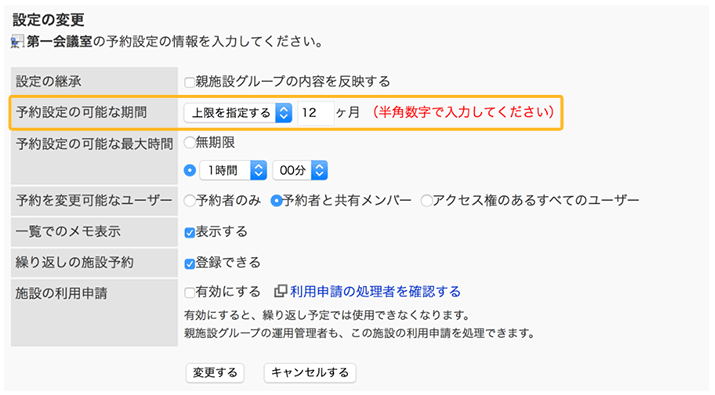 設定の変更
第一会議室の予約設定の情報を入力してください。
設定の継承 親施設グループの内容を反映する
予約設定の可能な期間 上限を指定する 12 ヶ月 （半角数字で入力してください）
予約設定の可能な最大時間 無期限
1時間 00分
予約を変更可能なユーザー 予約者のみ 予約者と共有メンバー アクセス権のあるすべてのユーザー
一覧でのメモ表示 表示する
繰り返しの施設予約 登録できる
施設の利用申請 有効にする 利用申請の処理者を確認する
有効にすると、繰り返し予定では使用できなくなります。
親施設グループの運用管理者も、この施設の利用申請を処理できます。
変更する キャンセルする